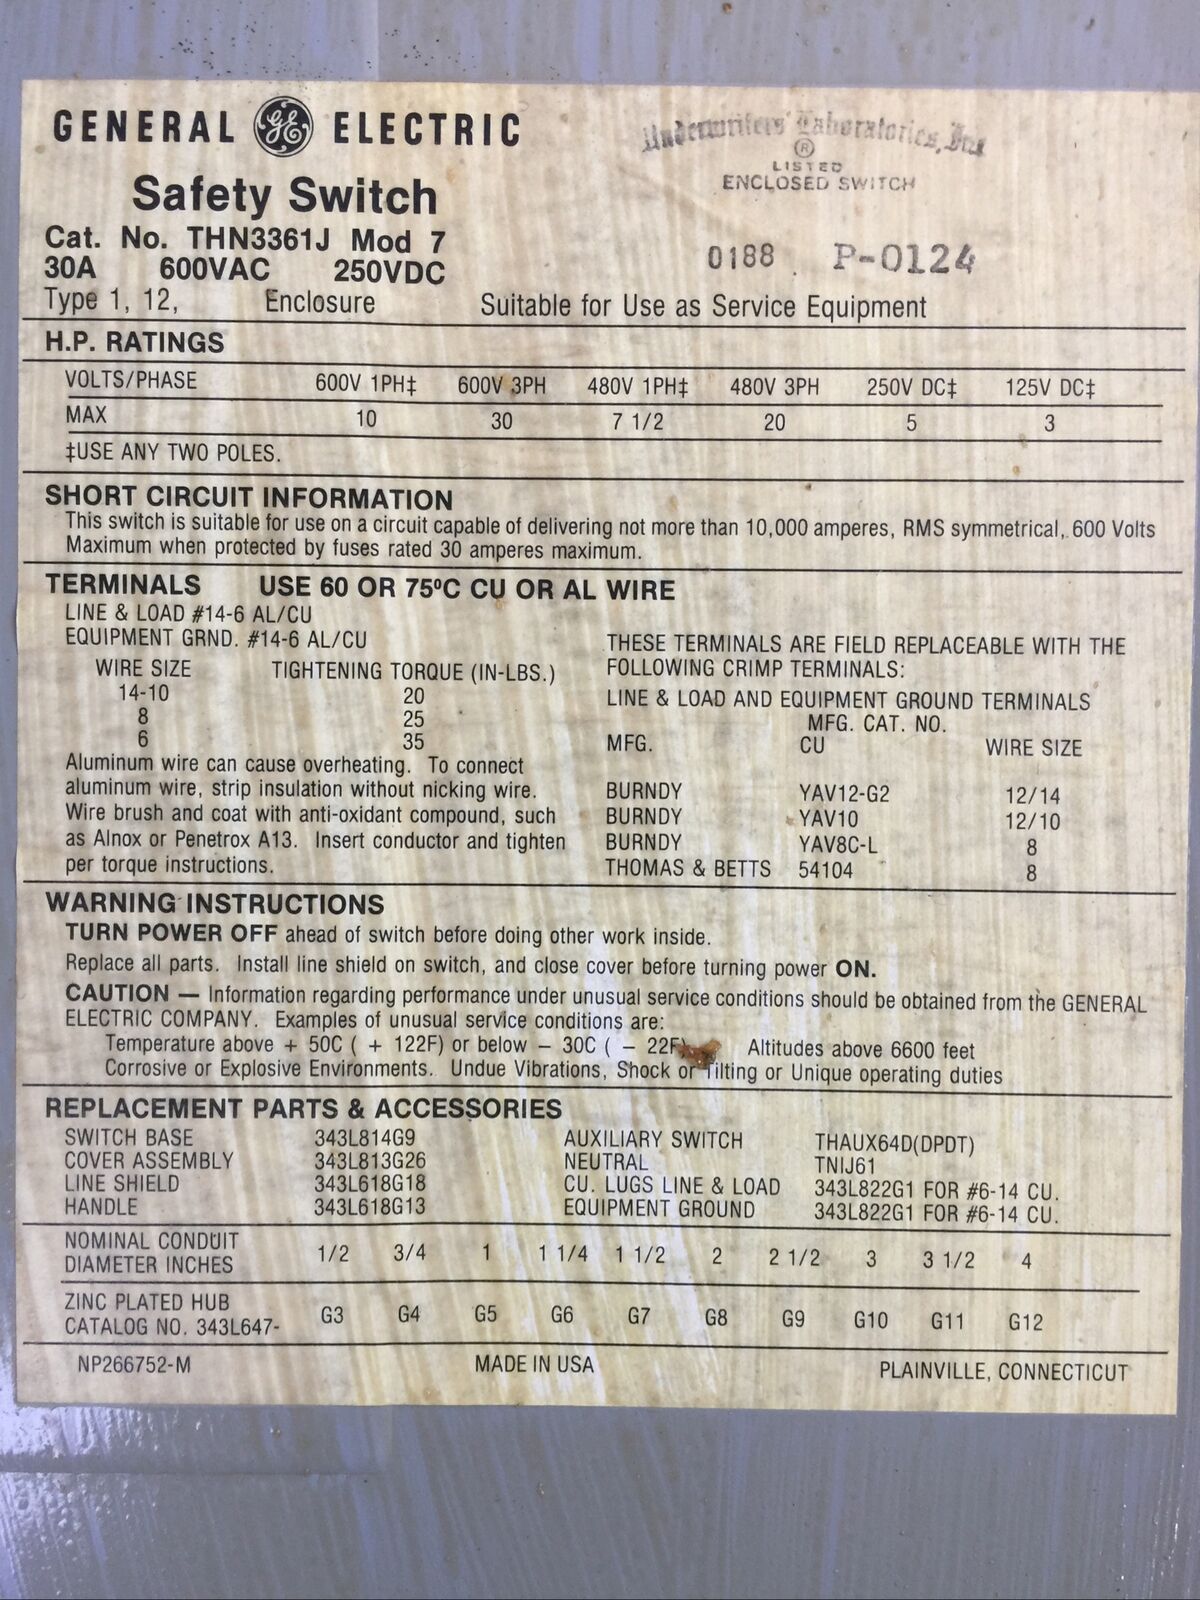 GENERAL GE ELECTRIC
Underwriters' Laboratories, Inc.
®
LISTED
ENCLOSED SWITCH
Safety Switch
Cat. No. THN3361J Mod 7
30A 600VAC 250VDC
0188 P-0124
Type 1, 12, Enclosure Suitable for Use as Service Equipment
H.P. RATINGS
VOLTS/PHASE 600V 1PH‡ 600V 3PH 480V 1PH‡ 480V 3PH 250V DC‡ 125V DC‡
MAX 10 30 7 1/2 20 5 3
‡USE ANY TWO POLES.
SHORT CIRCUIT INFORMATION
This switch is suitable for use on a circuit capable of delivering not more than 10,000 amperes, RMS symmetrical, 600 Volts
Maximum when protected by fuses rated 30 amperes maximum.
TERMINALS USE 60 OR 75ºC CU OR AL WIRE
LINE & LOAD #14-6 AL/CU
EQUIPMENT GRND. #14-6 AL/CU
WIRE SIZE TIGHTENING TORQUE (IN-LBS.)
14-10 20
8 25
6 35
Aluminum wire can cause overheating. To connect
aluminum wire, strip insulation without nicking wire.
Wire brush and coat with anti-oxidant compound, such
as Alnox or Penetrox A13. Insert conductor and tighten
per torque instructions.
THESE TERMINALS ARE FIELD REPLACEABLE WITH THE
FOLLOWING CRIMP TERMINALS:
LINE & LOAD AND EQUIPMENT GROUND TERMINALS
MFG. CAT. NO.
MFG. CU WIRE SIZE
BURNDY YAV12-G2 12/14
BURNDY YAV10 12/10
BURNDY YAV8C-L 8
THOMAS & BETTS 54104 8
WARNING INSTRUCTIONS
TURN POWER OFF ahead of switch before doing other work inside.
Replace all parts. Install line shield on switch, and close cover before turning power ON.
CAUTION — Information regarding performance under unusual service conditions should be obtained from the GENERAL
ELECTRIC COMPANY. Examples of unusual service conditions are:
Temperature above + 50C ( + 122F) or below − 30C ( − 22F) Altitudes above 6600 feet
Corrosive or Explosive Environments. Undue Vibrations, Shock or Tilting or Unique operating duties
REPLACEMENT PARTS & ACCESSORIES
SWITCH BASE 343L814G9 AUXILIARY SWITCH THAUX64D(DPDT)
COVER ASSEMBLY 343L813G26 NEUTRAL TNIJ61
LINE SHIELD 343L618G18 CU. LUGS LINE & LOAD 343L822G1 FOR #6-14 CU.
HANDLE 343L618G13 EQUIPMENT GROUND 343L822G1 FOR #6-14 CU.
NOMINAL CONDUIT
DIAMETER INCHES 1/2 3/4 1 1 1/4 1 1/2 2 2 1/2 3 3 1/2 4
ZINC PLATED HUB
CATALOG NO. 343L647- G3 G4 G5 G6 G7 G8 G9 G10 G11 G12
NP266752-M MADE IN USA PLAINVILLE, CONNECTICUT